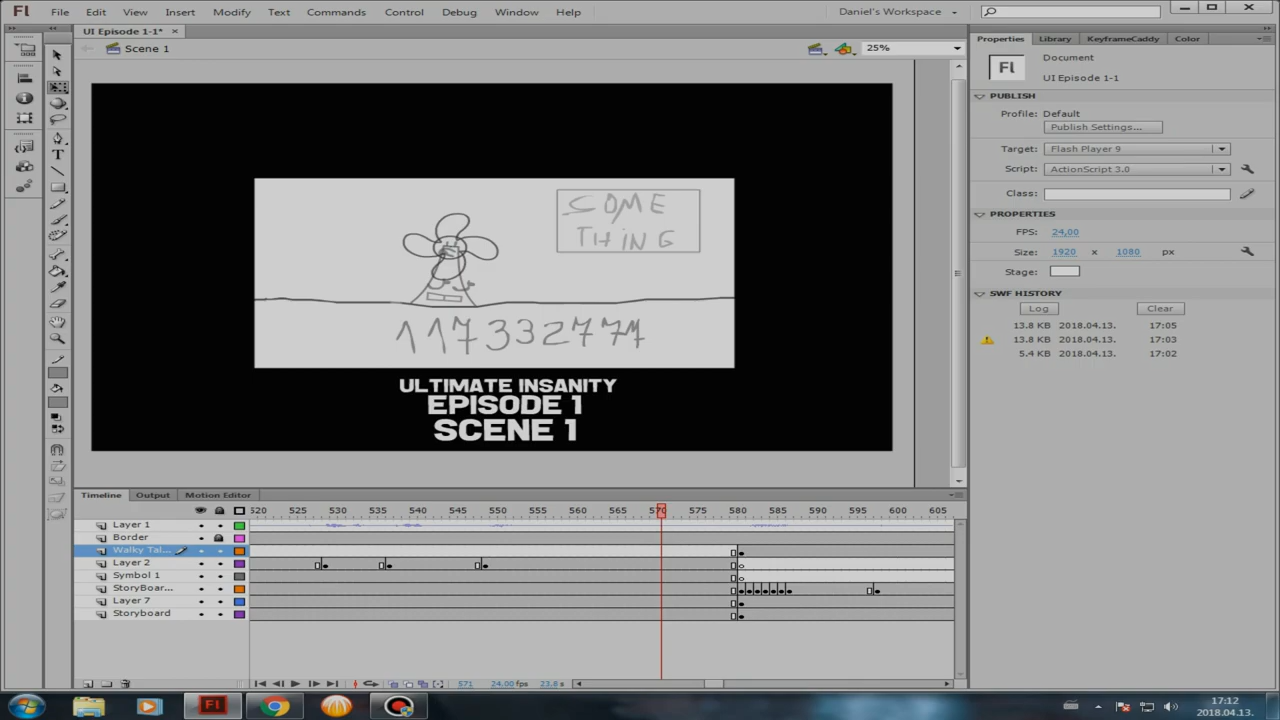 Fl File Edit View Insert Modify Text Commands Control Debug Window Help Daniel's Workspace
UI Episode 1-1*
Scene 1 25%
SOME
THING
ULTIMATE INSANITY
EPISODE 1
SCENE 1
Properties Library KeyframeCaddy Color
Fl Document
UI Episode 1-1
PUBLISH
Profile: Default
Publish Settings...
Target: Flash Player 9
Script: ActionScript 3.0
Class:
PROPERTIES
FPS: 24,00
Size: 1920 x 1080 px
Stage:
SWF HISTORY
Log Clear
13.8 KB 2018.04.13. 17:05
13.8 KB 2018.04.13. 17:03
5.4 KB 2018.04.13. 17:02
Timeline Output Motion Editor
520 525 530 535 540 545 550 555 560 565 570 575 580 585 590 595 600 605
Layer 1
Border
Walky Tal...
Layer 2
Symbol 1
StoryBoar...
Layer 7
Storyboard
571 24.00 fps 23.8 s
Fl
17:12
2018.04.13.